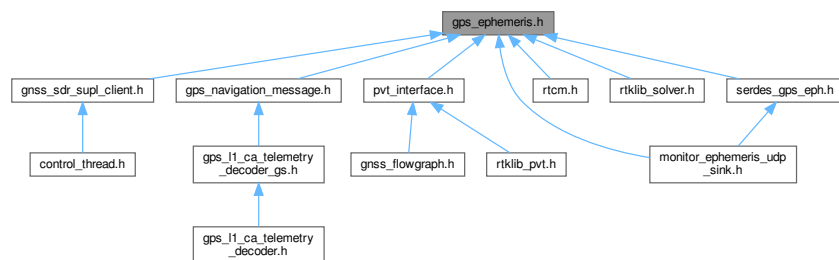 gps_ephemeris.h
gnss_sdr_supl_client.h
gps_navigation_message.h
pvt_interface.h
rtcm.h
rtklib_solver.h
serdes_gps_eph.h
control_thread.h
gps_l1_ca_telemetry
_decoder_gs.h
gnss_flowgraph.h
rtklib_pvt.h
monitor_ephemeris_udp
_sink.h
gps_l1_ca_telemetry
_decoder.h